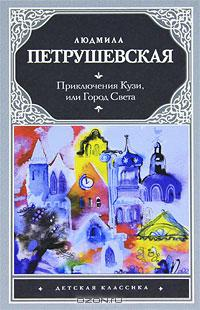 ЛЮДМИЛА
ПЕТРУШЕВСКАЯ
Приключения Кузи,
или Город Света
ДЕТСКАЯ КЛАССИКА
OZON.ru